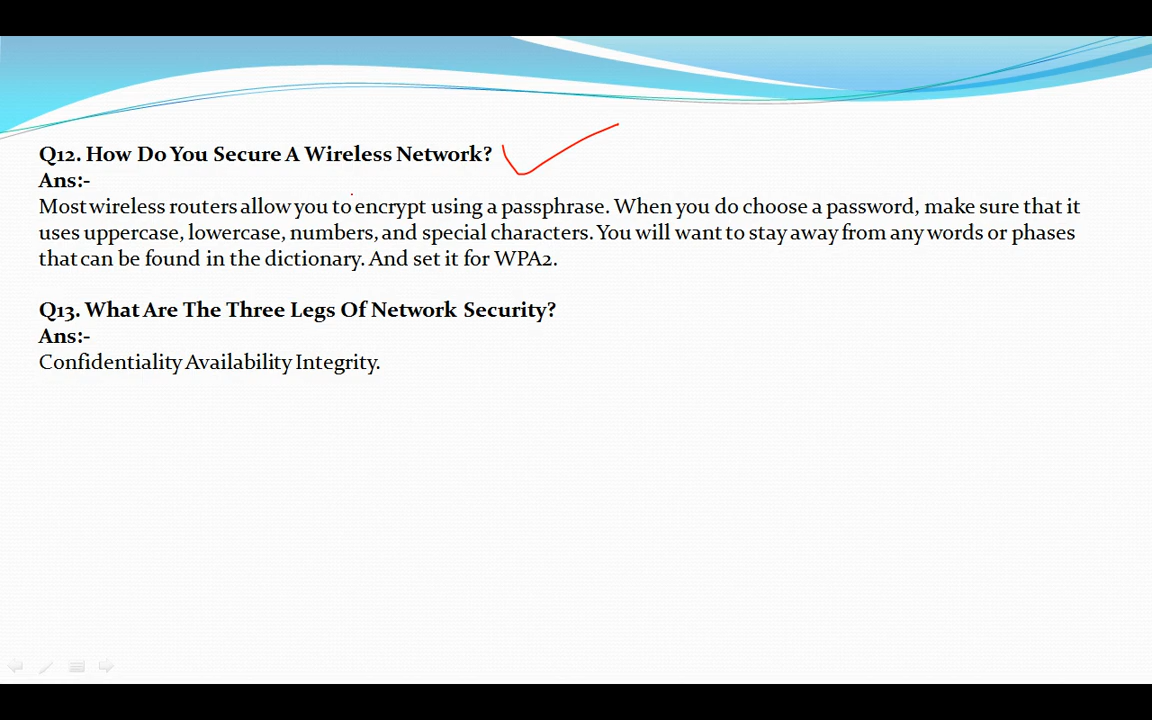 Q12. How Do You Secure A Wireless Network?
Ans:-
Most wireless routers allow you to encrypt using a passphrase. When you do choose a password, make sure that it
uses uppercase, lowercase, numbers, and special characters. You will want to stay away from any words or phases
that can be found in the dictionary. And set it for WPA2.
Q13. What Are The Three Legs Of Network Security?
Ans:-
Confidentiality Availability Integrity.